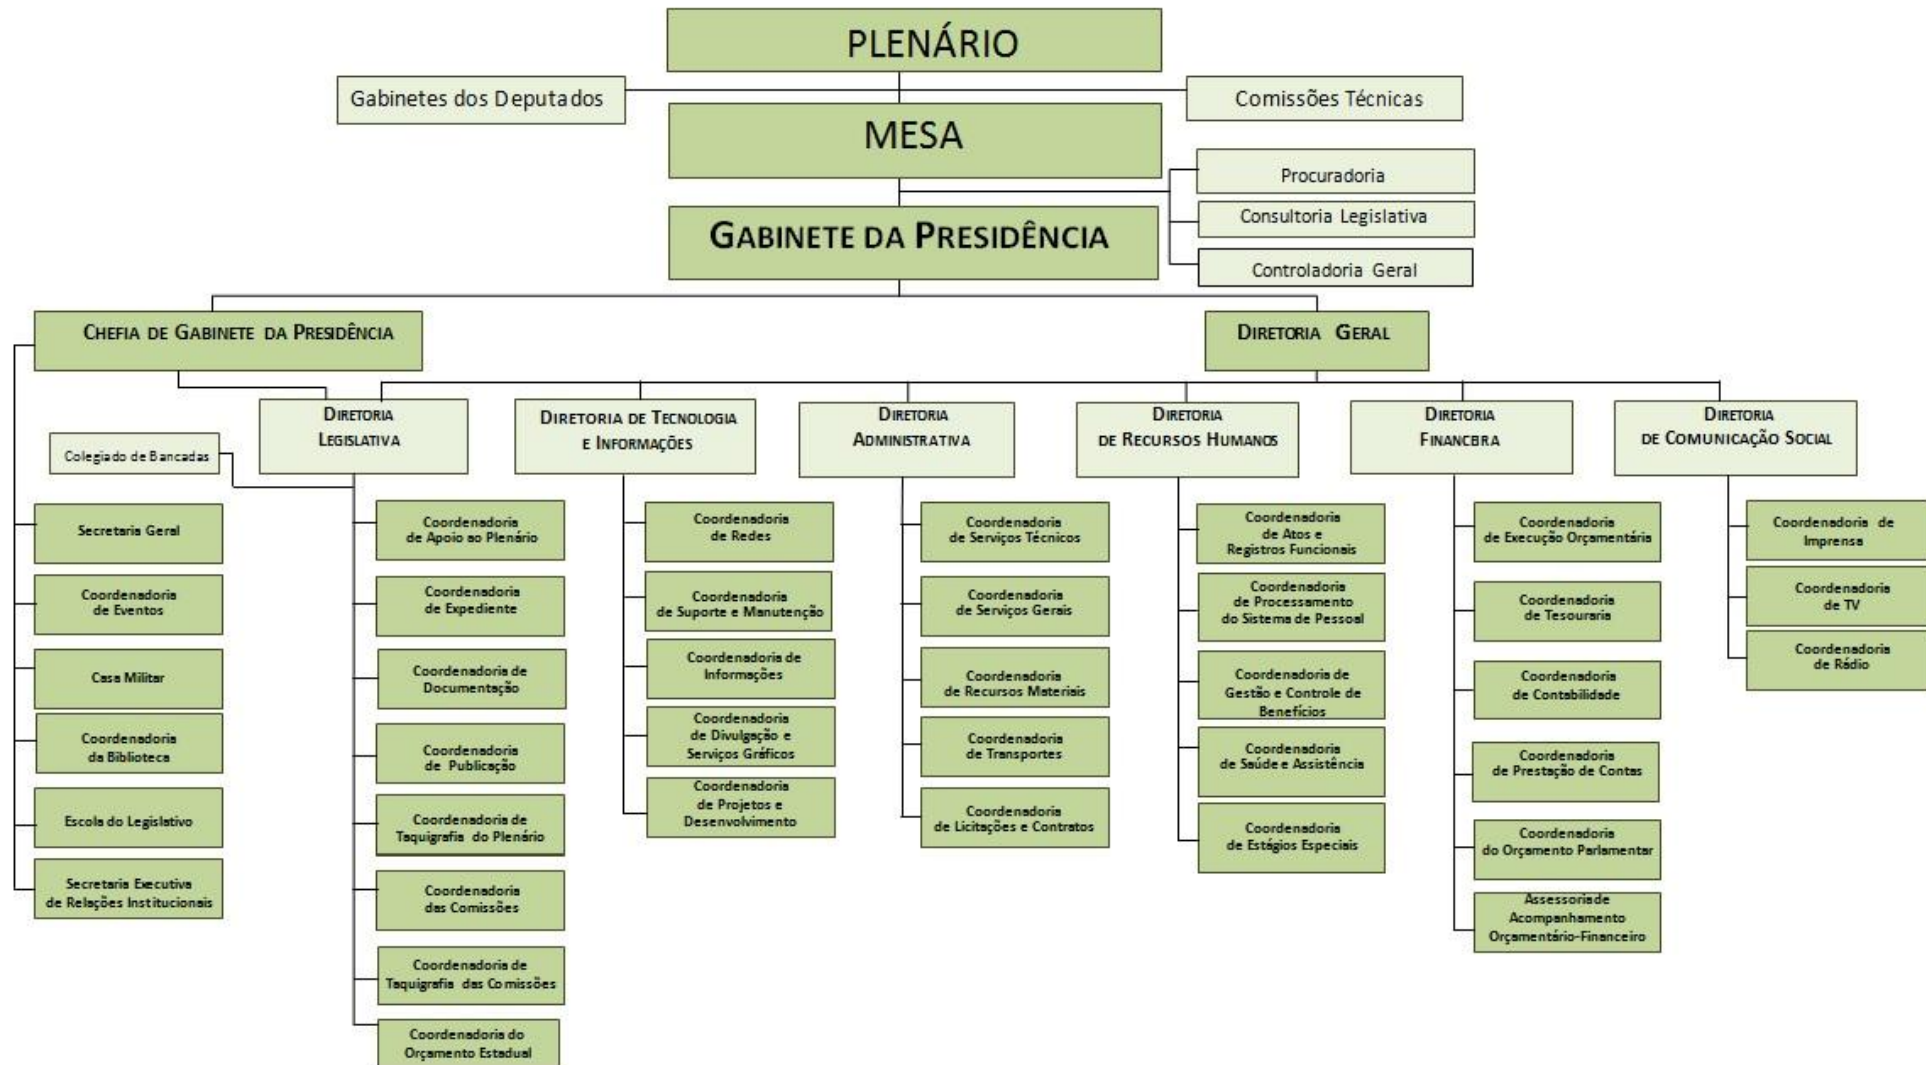 PLENÁRIO
Gabinetes dos Deputados
Comissões Técnicas
MESA
Procuradoria
Consultoria Legislativa
Controladoria Geral
GABINETE DA PRESIDÊNCIA
CHEFIA DE GABINETE DA PRESIDÊNCIA
DIRETORIA GERAL
Colegiado de Bancadas
DIRETORIA
LEGISLATIVA
DIRETORIA DE TECNOLOGIA
E INFORMAÇÕES
DIRETORIA
ADMINISTRATIVA
DIRETORIA
DE RECURSOS HUMANOS
DIRETORIA
FINANCEIRA
DIRETORIA
DE COMUNICAÇÃO SOCIAL
Secretaria Geral
Coordenadoria
de Eventos
Casa Militar
Coordenadoria
da Biblioteca
Escola do Legislativo
Secretaria Executiva
de Relações Institucionais
Coordenadoria
de Apoio ao Plenário
Coordenadoria
de Expediente
Coordenadoria de
Documentação
Coordenadoria
de Publicação
Coordenadoria de
Taquigrafia do Plenário
Coordenadoria
das Comissões
Coordenadoria de
Taquigrafia das Comissões
Coordenadoria do
Orçamento Estadual
Coordenadoria
de Redes
Coordenadoria
de Suporte e Manutenção
Coordenadoria de
Informações
Coordenadoria
de Divulgação e
Serviços Gráficos
Coordenadoria
de Projetos e
Desenvolvimento
Coordenadoria
de Serviços Técnicos
Coordenadoria
de Serviços Gerais
Coordenadoria
de Recursos Materiais
Coordenadoria
de Transportes
Coordenadoria
de Licitações e Contratos
Coordenadoria
de Atos e
Registros Funcionais
Coordenadoria
de Processamento
do Sistema de Pessoal
Coordenadoria de
Gestão e Controle de
Benefícios
Coordenadoria
de Saúde e Assistência
Coordenadoria
de Estágios Especiais
Coordenadoria
de Execução Orçamentária
Coordenadoria
de Tesouraria
Coordenadoria
de Contabilidade
Coordenadoria
de Prestação de Contas
Coordenadoria
do Orçamento Parlamentar
Assessoria de
Acompanhamento
Orçamentário-Financeiro
Coordenadoria de
Imprensa
Coordenadoria
de TV
Coordenadoria
de Rádio